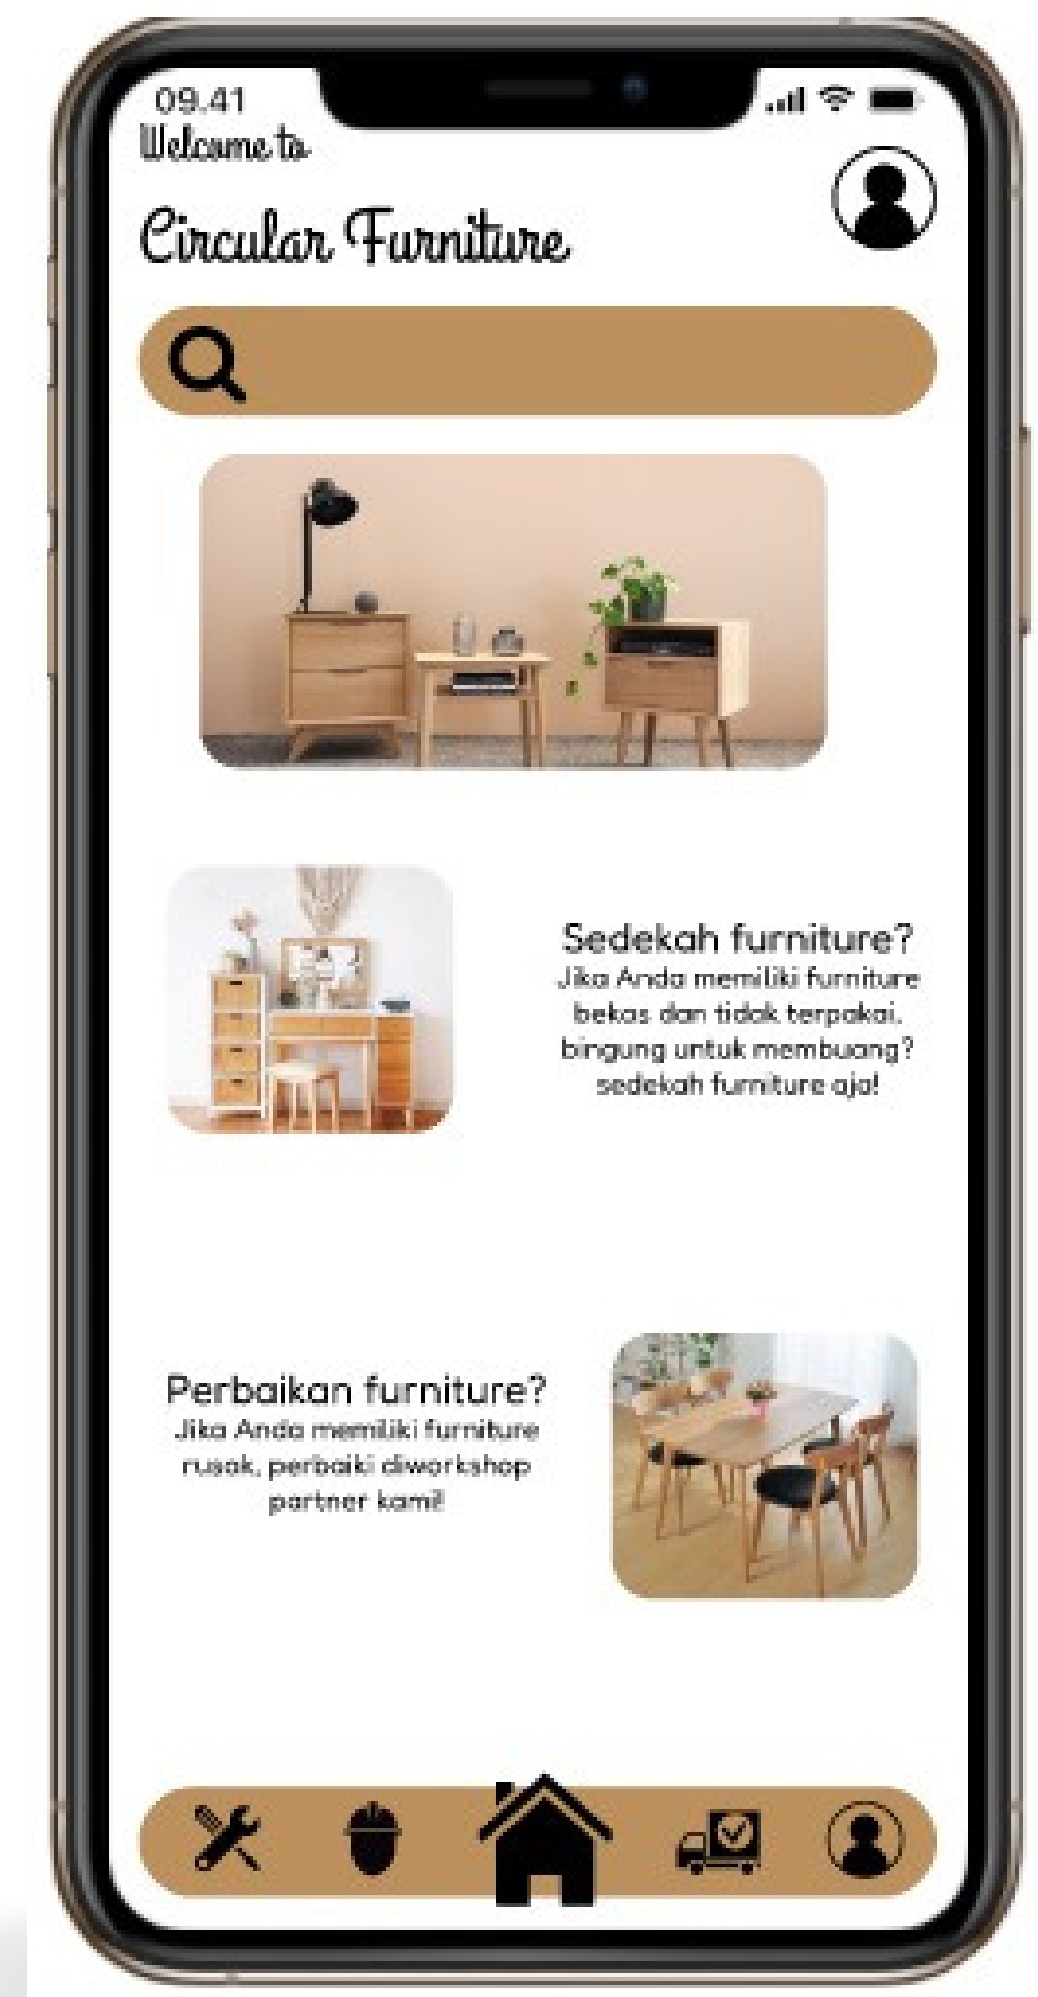 09.41
Welcome to
Circular Furniture
Sedekah furniture?
Jika Anda memiliki furniture
bekas dan tidak terpakai,
bingung untuk membuang?
sedekah furniture aja!
Perbaikan furniture?
Jika Anda memiliki furniture
rusak, perbaiki diworkshop
partner kami!